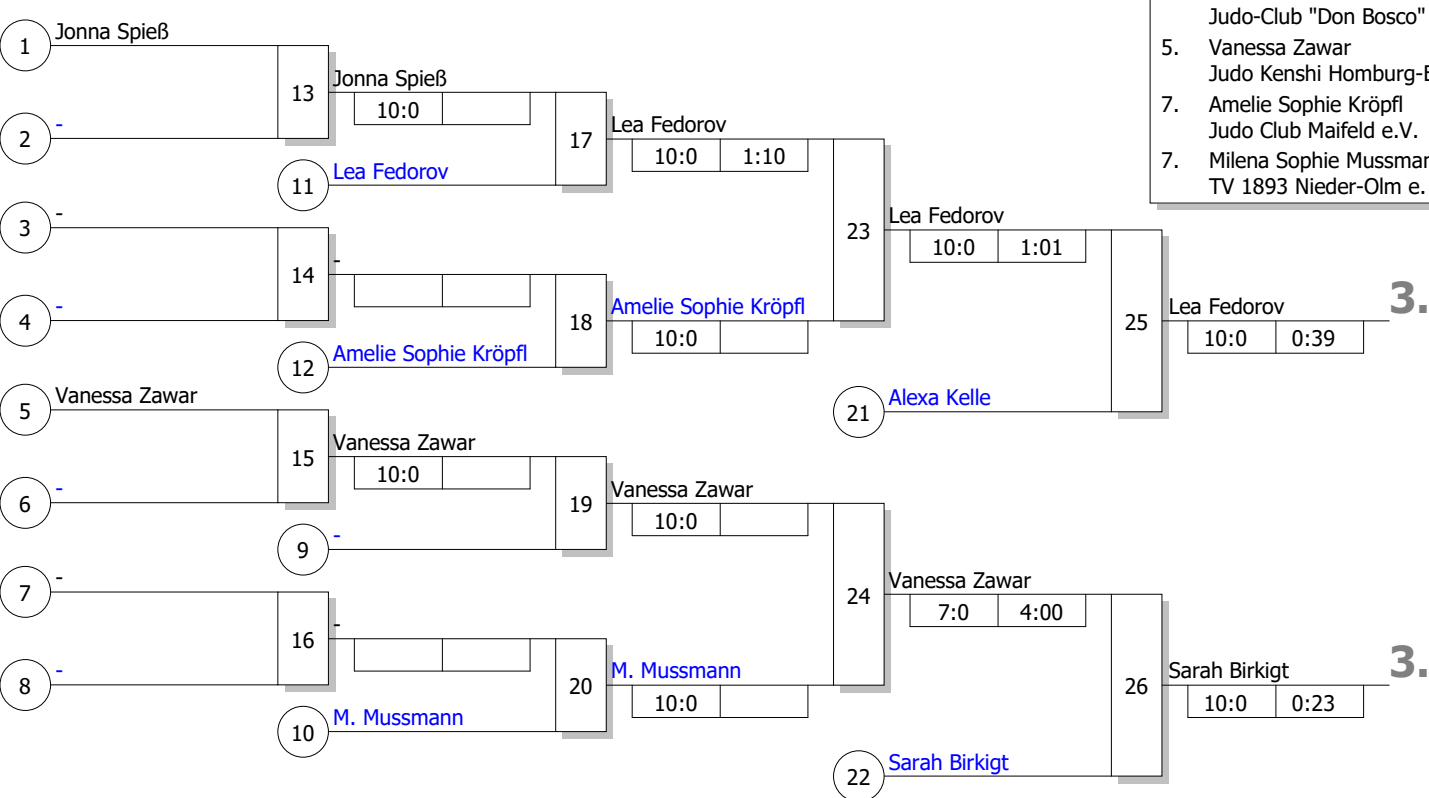 Judo-Club "Don Bosco"
5. Vanessa Zawar
Judo Kenshi Homburg-E
7. Amelie Sophie Kröpfl
Judo Club Maifeld e.V.
7. Milena Sophie Mussman
TV 1893 Nieder-Olm e.
1 Jonna Spieß
2 -
13 Jonna Spieß
10:0
11 Lea Fedorov
17 Lea Fedorov
10:0 1:10
3 -
4 -
14 -
12 Amelie Sophie Kröpfl
18 Amelie Sophie Kröpfl
10:0
23 Lea Fedorov
10:0 1:01
21 Alexa Kelle
25 Lea Fedorov
10:0 0:39
3.
5 Vanessa Zawar
6 -
15 Vanessa Zawar
10:0
9 -
19 Vanessa Zawar
10:0
7 -
8 -
16 -
10 M. Mussmann
20 M. Mussmann
10:0
24 Vanessa Zawar
7:0 4:00
22 Sarah Birkigt
26 Sarah Birkigt
10:0 0:23
3.